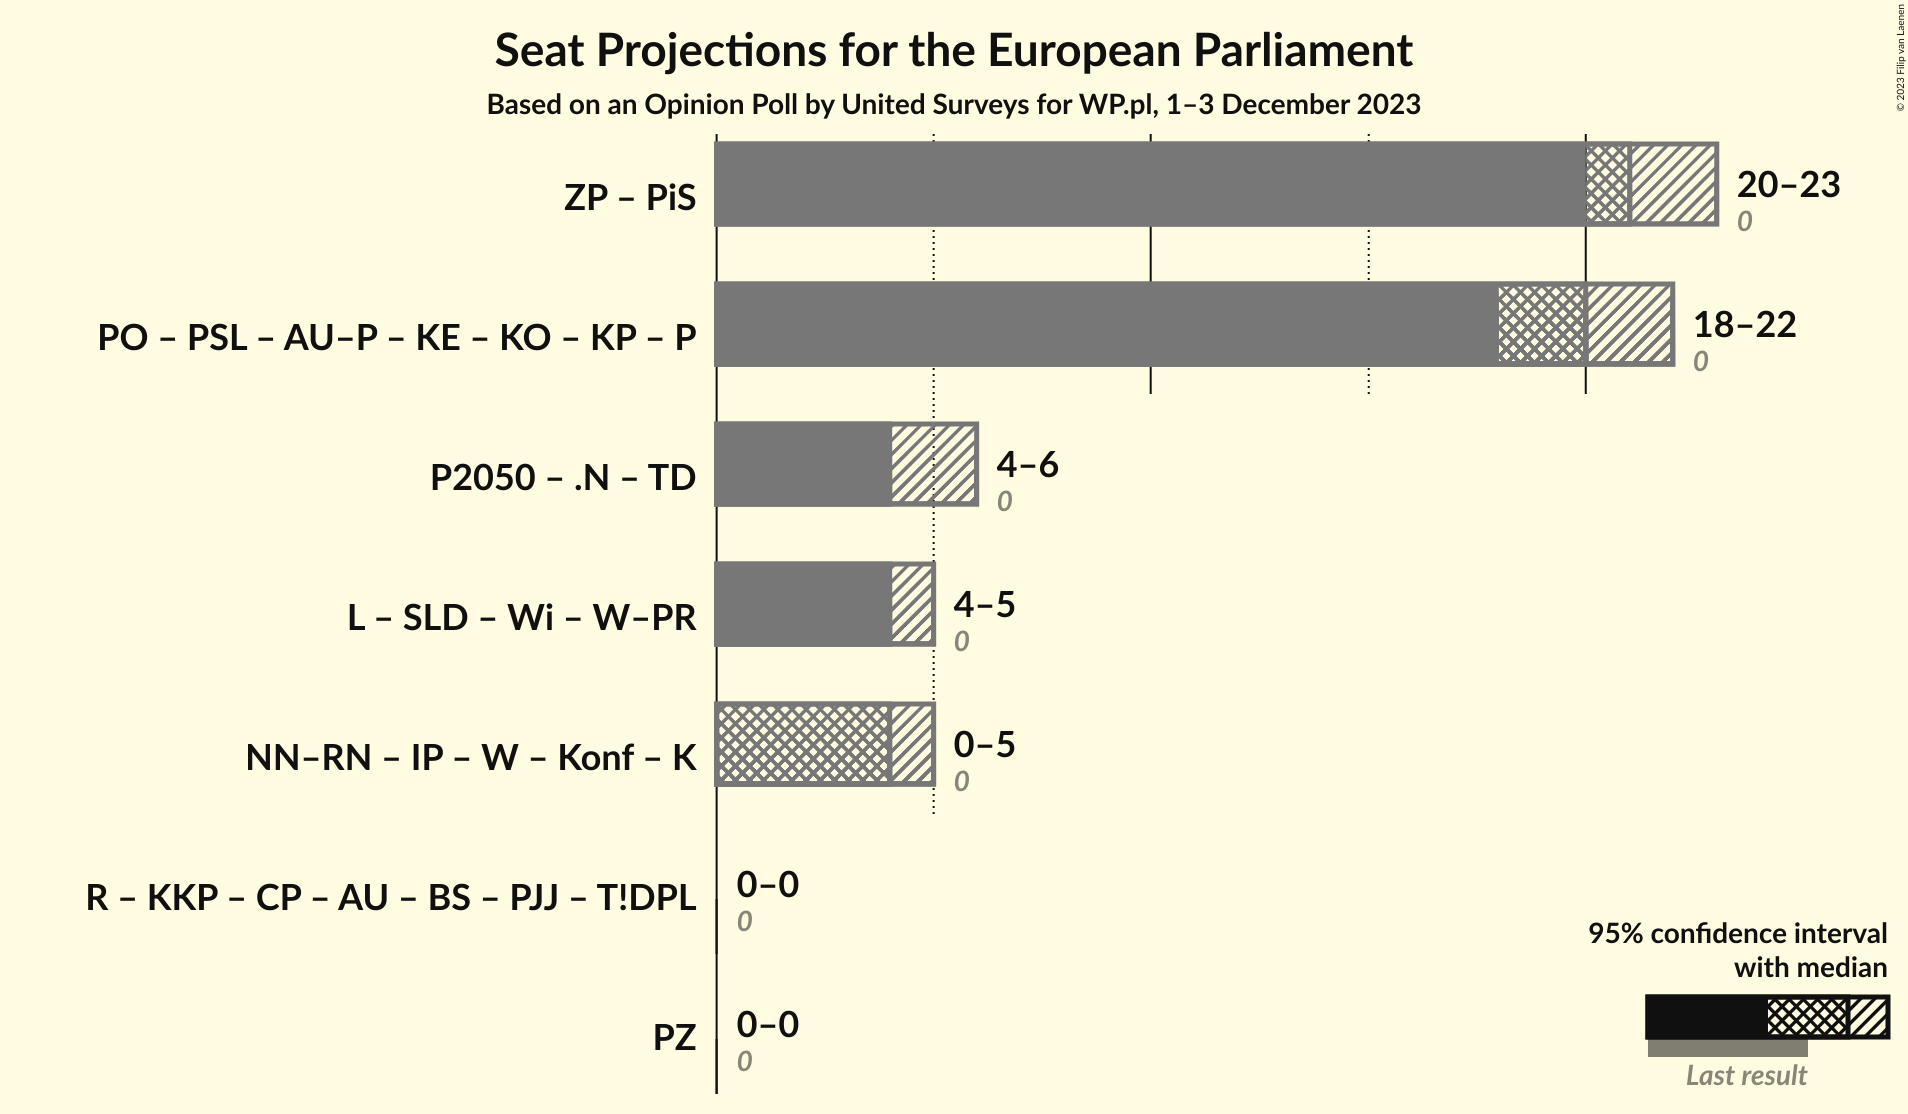 Seat Projections for the European Parliament
Based on an Opinion Poll by United Surveys for WP.pl, 1–3 December 2023
© 2023 Filip van Laenen
ZP – PiS
20–23
0
PO – PSL – AU–P – KE – KO – KP – P
18–22
0
P2050 – .N – TD
4–6
0
L – SLD – Wi – W–PR
4–5
0
NN–RN – IP – W – Konf – K
0–5
0
R – KKP – CP – AU – BS – PJJ – T!DPL
0–0
0
PZ
0–0
0
95% confidence interval
with median
Last result